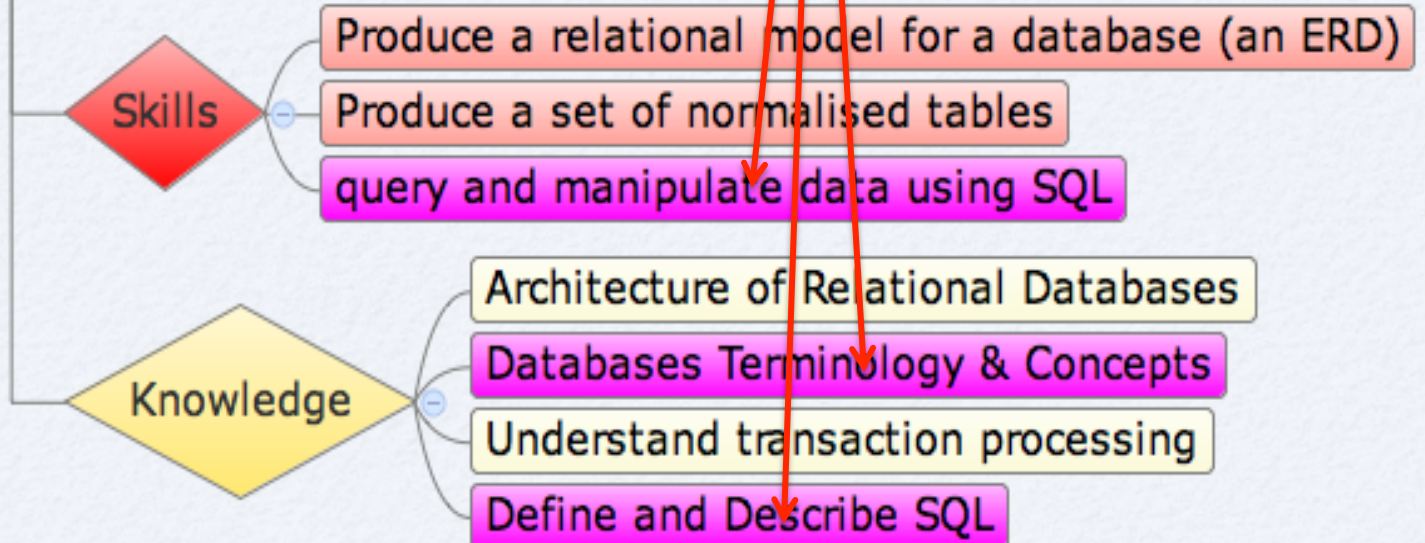 Skills
Produce a relational model for a database (an ERD)
Produce a set of normalised tables
query and manipulate data using SQL
Knowledge
Architecture of Relational Databases
Databases Terminology & Concepts
Understand transaction processing
Define and Describe SQL